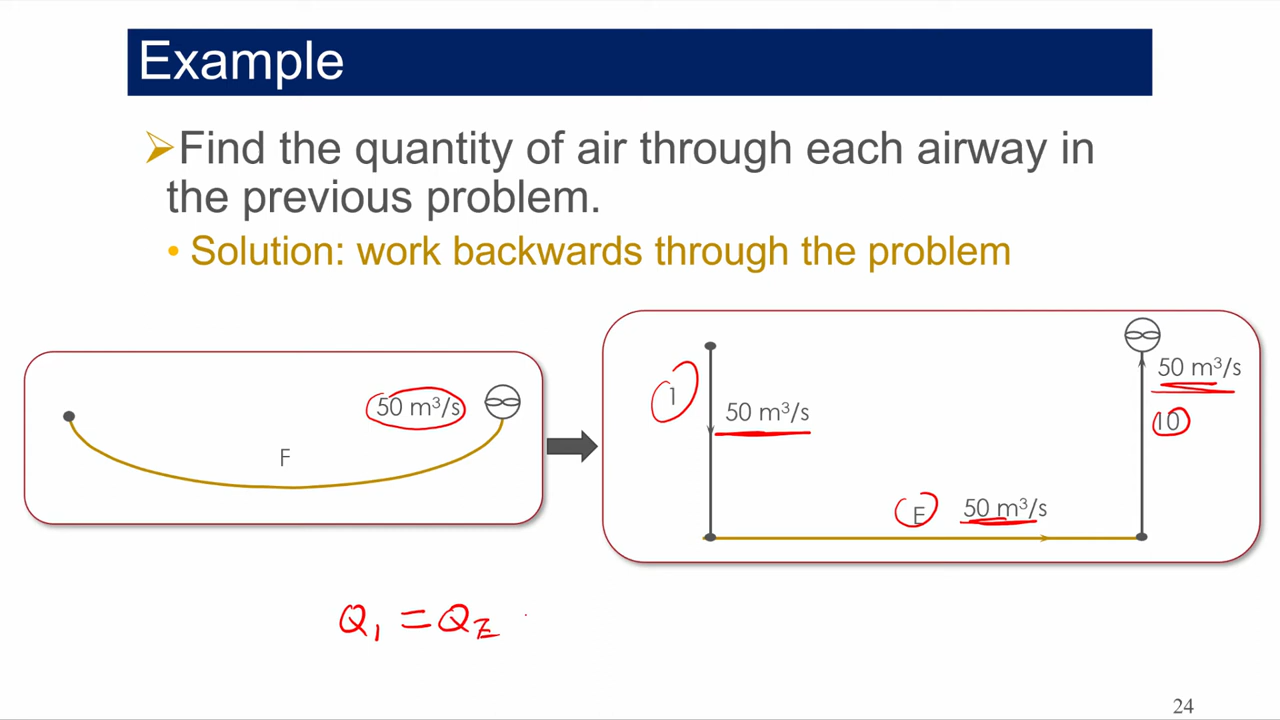 Example
➢Find the quantity of air through each airway in
the previous problem.
• Solution: work backwards through the problem
50 m³/s
F
1
50 m³/s
E 50 m³/s
50 m³/s
10
Q₁ = Q_E
24